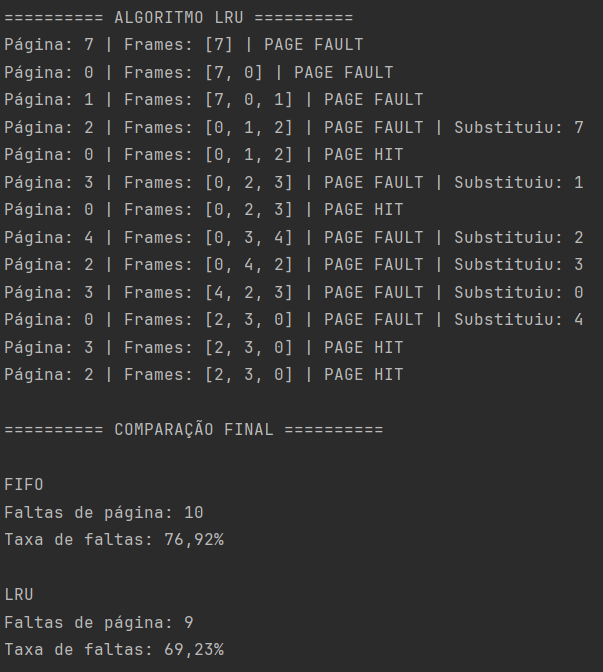 ========== ALGORITMO LRU ==========
Página: 7 | Frames: [7] | PAGE FAULT
Página: 0 | Frames: [7, 0] | PAGE FAULT
Página: 1 | Frames: [7, 0, 1] | PAGE FAULT
Página: 2 | Frames: [0, 1, 2] | PAGE FAULT | Substituiu: 7
Página: 0 | Frames: [0, 1, 2] | PAGE HIT
Página: 3 | Frames: [0, 2, 3] | PAGE FAULT | Substituiu: 1
Página: 0 | Frames: [0, 2, 3] | PAGE HIT
Página: 4 | Frames: [0, 3, 4] | PAGE FAULT | Substituiu: 2
Página: 2 | Frames: [0, 4, 2] | PAGE FAULT | Substituiu: 3
Página: 3 | Frames: [4, 2, 3] | PAGE FAULT | Substituiu: 0
Página: 0 | Frames: [2, 3, 0] | PAGE FAULT | Substituiu: 4
Página: 3 | Frames: [2, 3, 0] | PAGE HIT
Página: 2 | Frames: [2, 3, 0] | PAGE HIT
========== COMPARAÇÃO FINAL ==========
FIFO
Faltas de página: 10
Taxa de faltas: 76,92%
LRU
Faltas de página: 9
Taxa de faltas: 69,23%